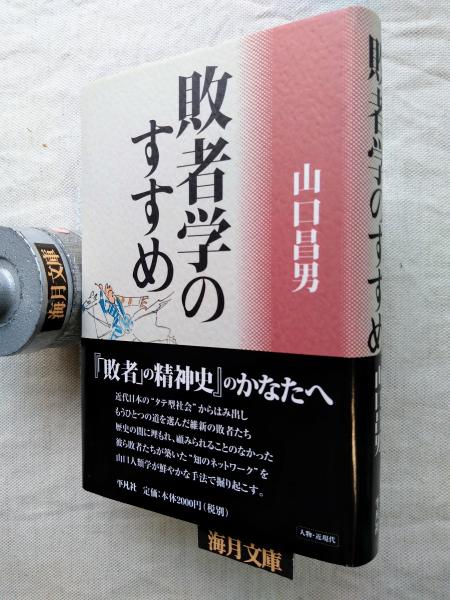 敗者学の
すすめ
山口昌男
『「敗者」の精神史』のかなたへ
近代日本の“タテ型社会”からはみ出し
もうひとつの道を選んだ維新の敗者たち
歴史の闇に埋もれ、顧みられることのなかった
彼ら敗者たちが築いた“知のネットワーク”を
山口人類学が鮮やかな手法で掘り起こす。
平凡社 定価：本体2000円（税別）
人物・近現代
敗者学のすすめ
海月文庫
海月文庫